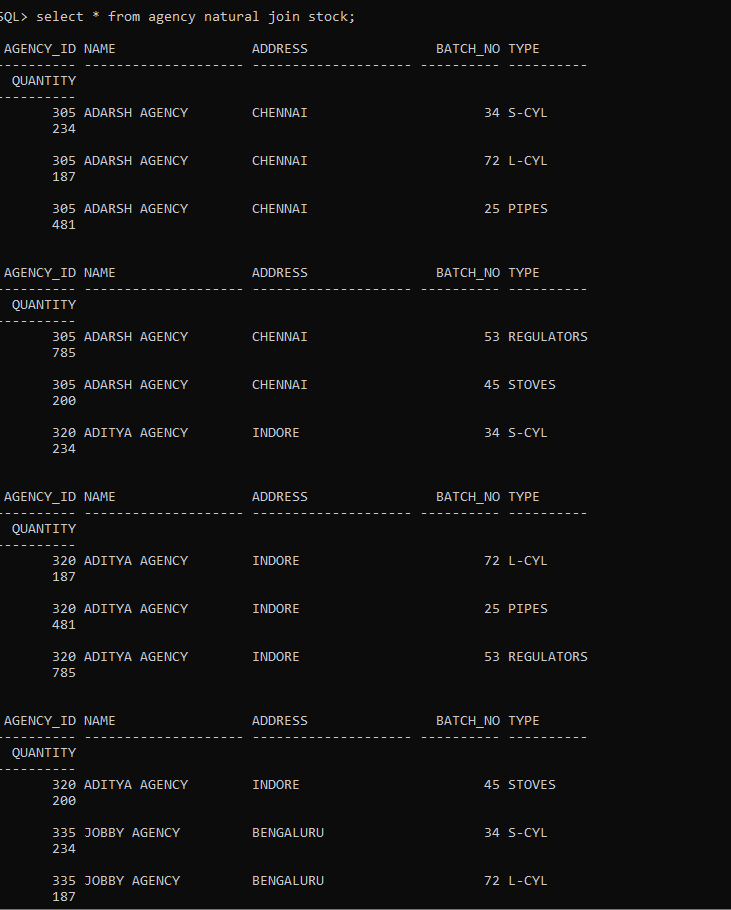 SQL> select * from agency natural join stock;
AGENCY_ID NAME                 ADDRESS                BATCH_NO TYPE
--------- -------------------- -------------------- ---------- ----------
 QUANTITY
----------
      305 ADARSH AGENCY        CHENNAI                      34 S-CYL
      234
      305 ADARSH AGENCY        CHENNAI                      72 L-CYL
      187
      305 ADARSH AGENCY        CHENNAI                      25 PIPES
      481
AGENCY_ID NAME                 ADDRESS                BATCH_NO TYPE
--------- -------------------- -------------------- ---------- ----------
 QUANTITY
----------
      305 ADARSH AGENCY        CHENNAI                      53 REGULATORS
      785
      305 ADARSH AGENCY        CHENNAI                      45 STOVES
      200
      320 ADITYA AGENCY        INDORE                       34 S-CYL
      234
AGENCY_ID NAME                 ADDRESS                BATCH_NO TYPE
--------- -------------------- -------------------- ---------- ----------
 QUANTITY
----------
      320 ADITYA AGENCY        INDORE                       72 L-CYL
      187
      320 ADITYA AGENCY        INDORE                       25 PIPES
      481
      320 ADITYA AGENCY        INDORE                       53 REGULATORS
      785
AGENCY_ID NAME                 ADDRESS                BATCH_NO TYPE
--------- -------------------- -------------------- ---------- ----------
 QUANTITY
----------
      320 ADITYA AGENCY        INDORE                       45 STOVES
      200
      335 JOBBY AGENCY         BENGALURU                    34 S-CYL
      234
      335 JOBBY AGENCY         BENGALURU                    72 L-CYL
      187